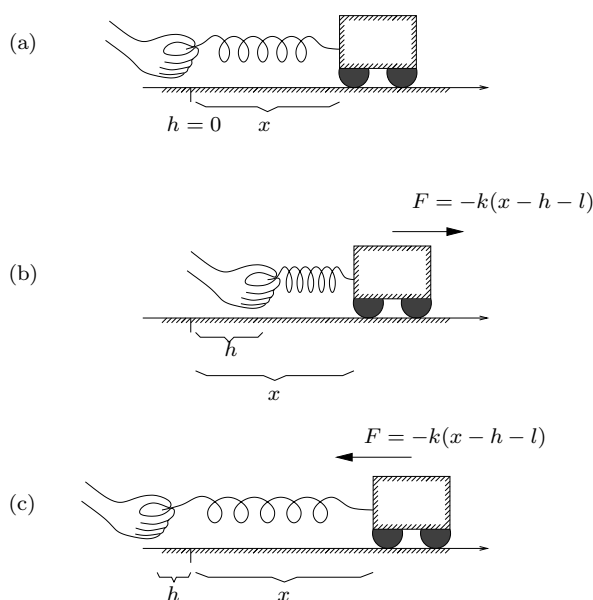 (a)
h = 0
x
F = −k(x − h − l)
(b)
h
x
F = −k(x − h − l)
(c)
h
x